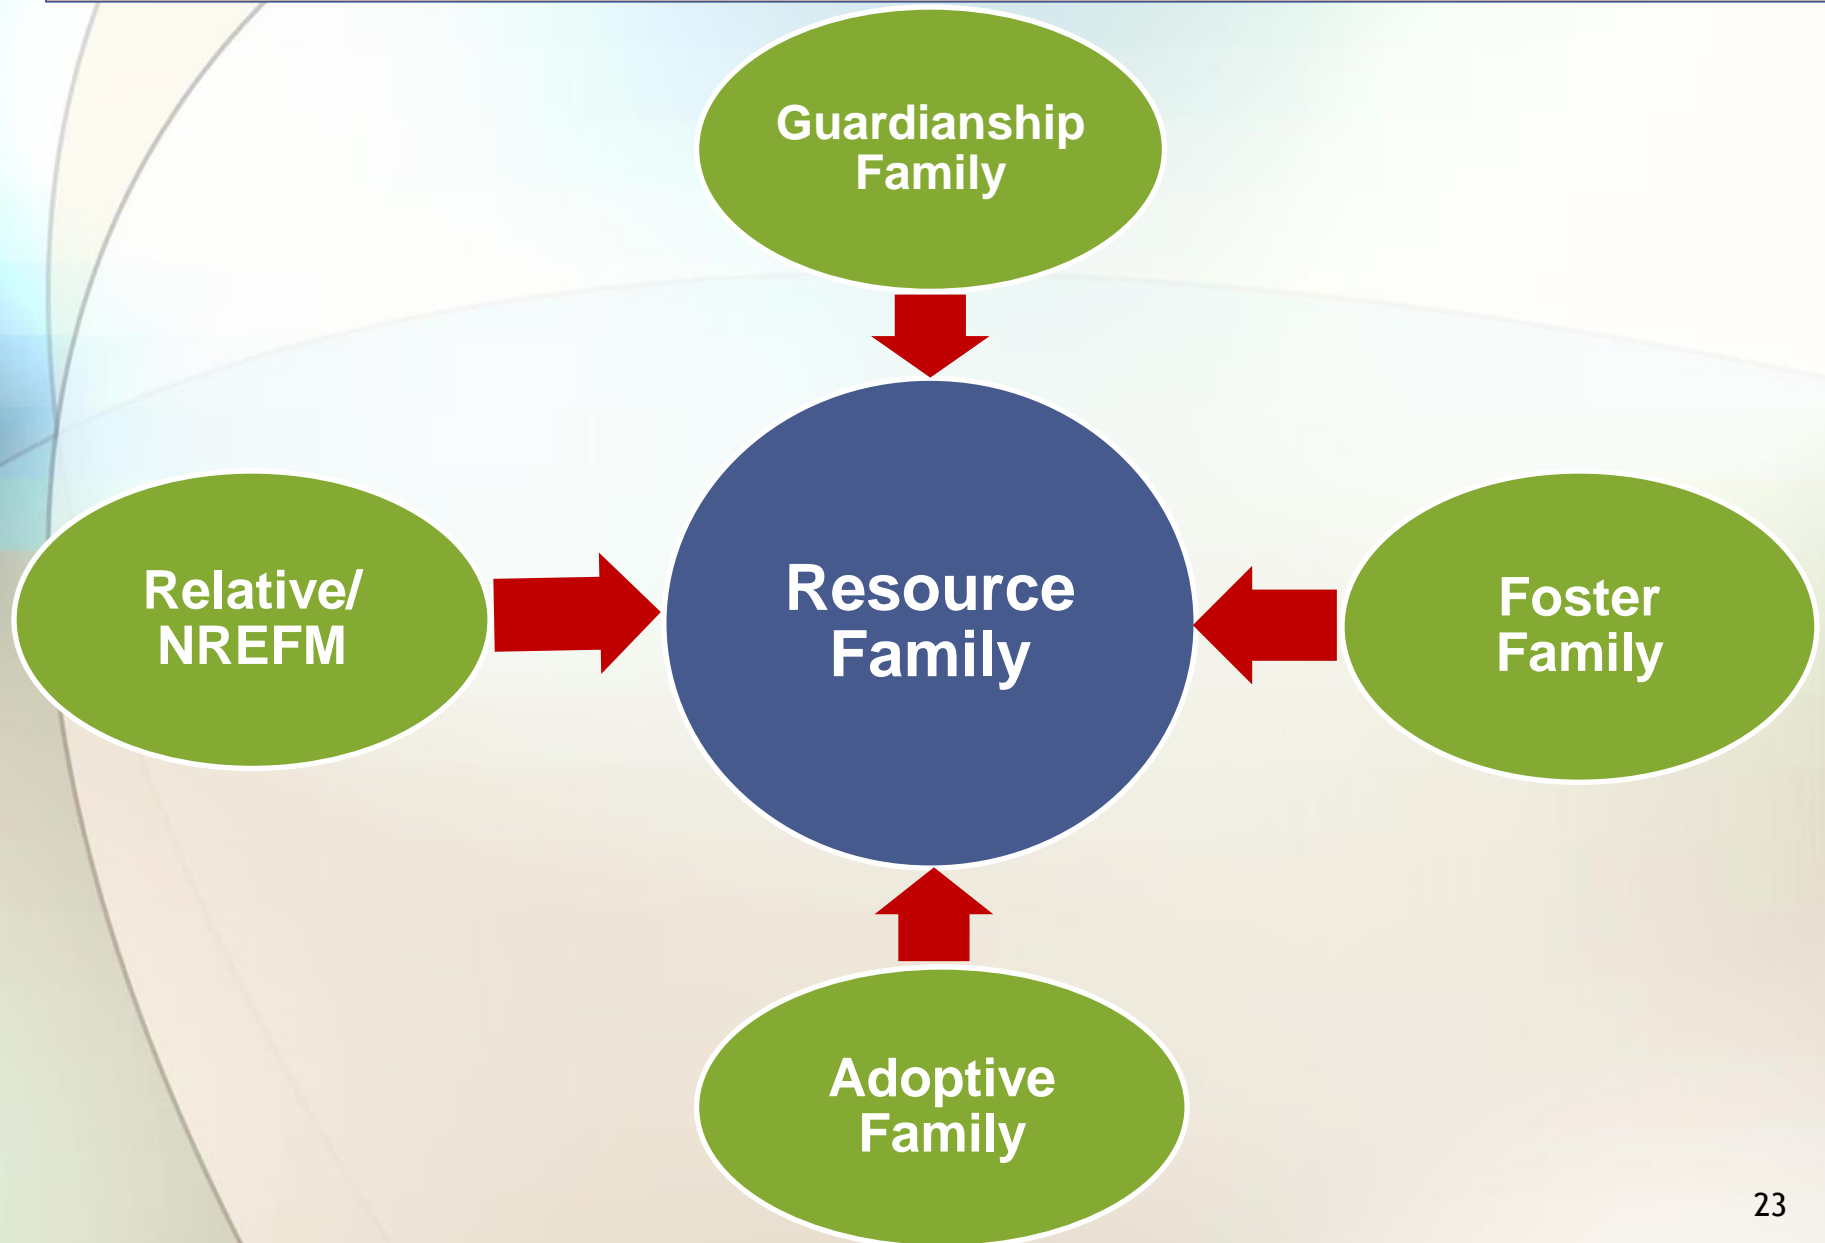 Guardianship
Family
Relative/
NREFM
Resource
Family
Foster
Family
Adoptive
Family
23